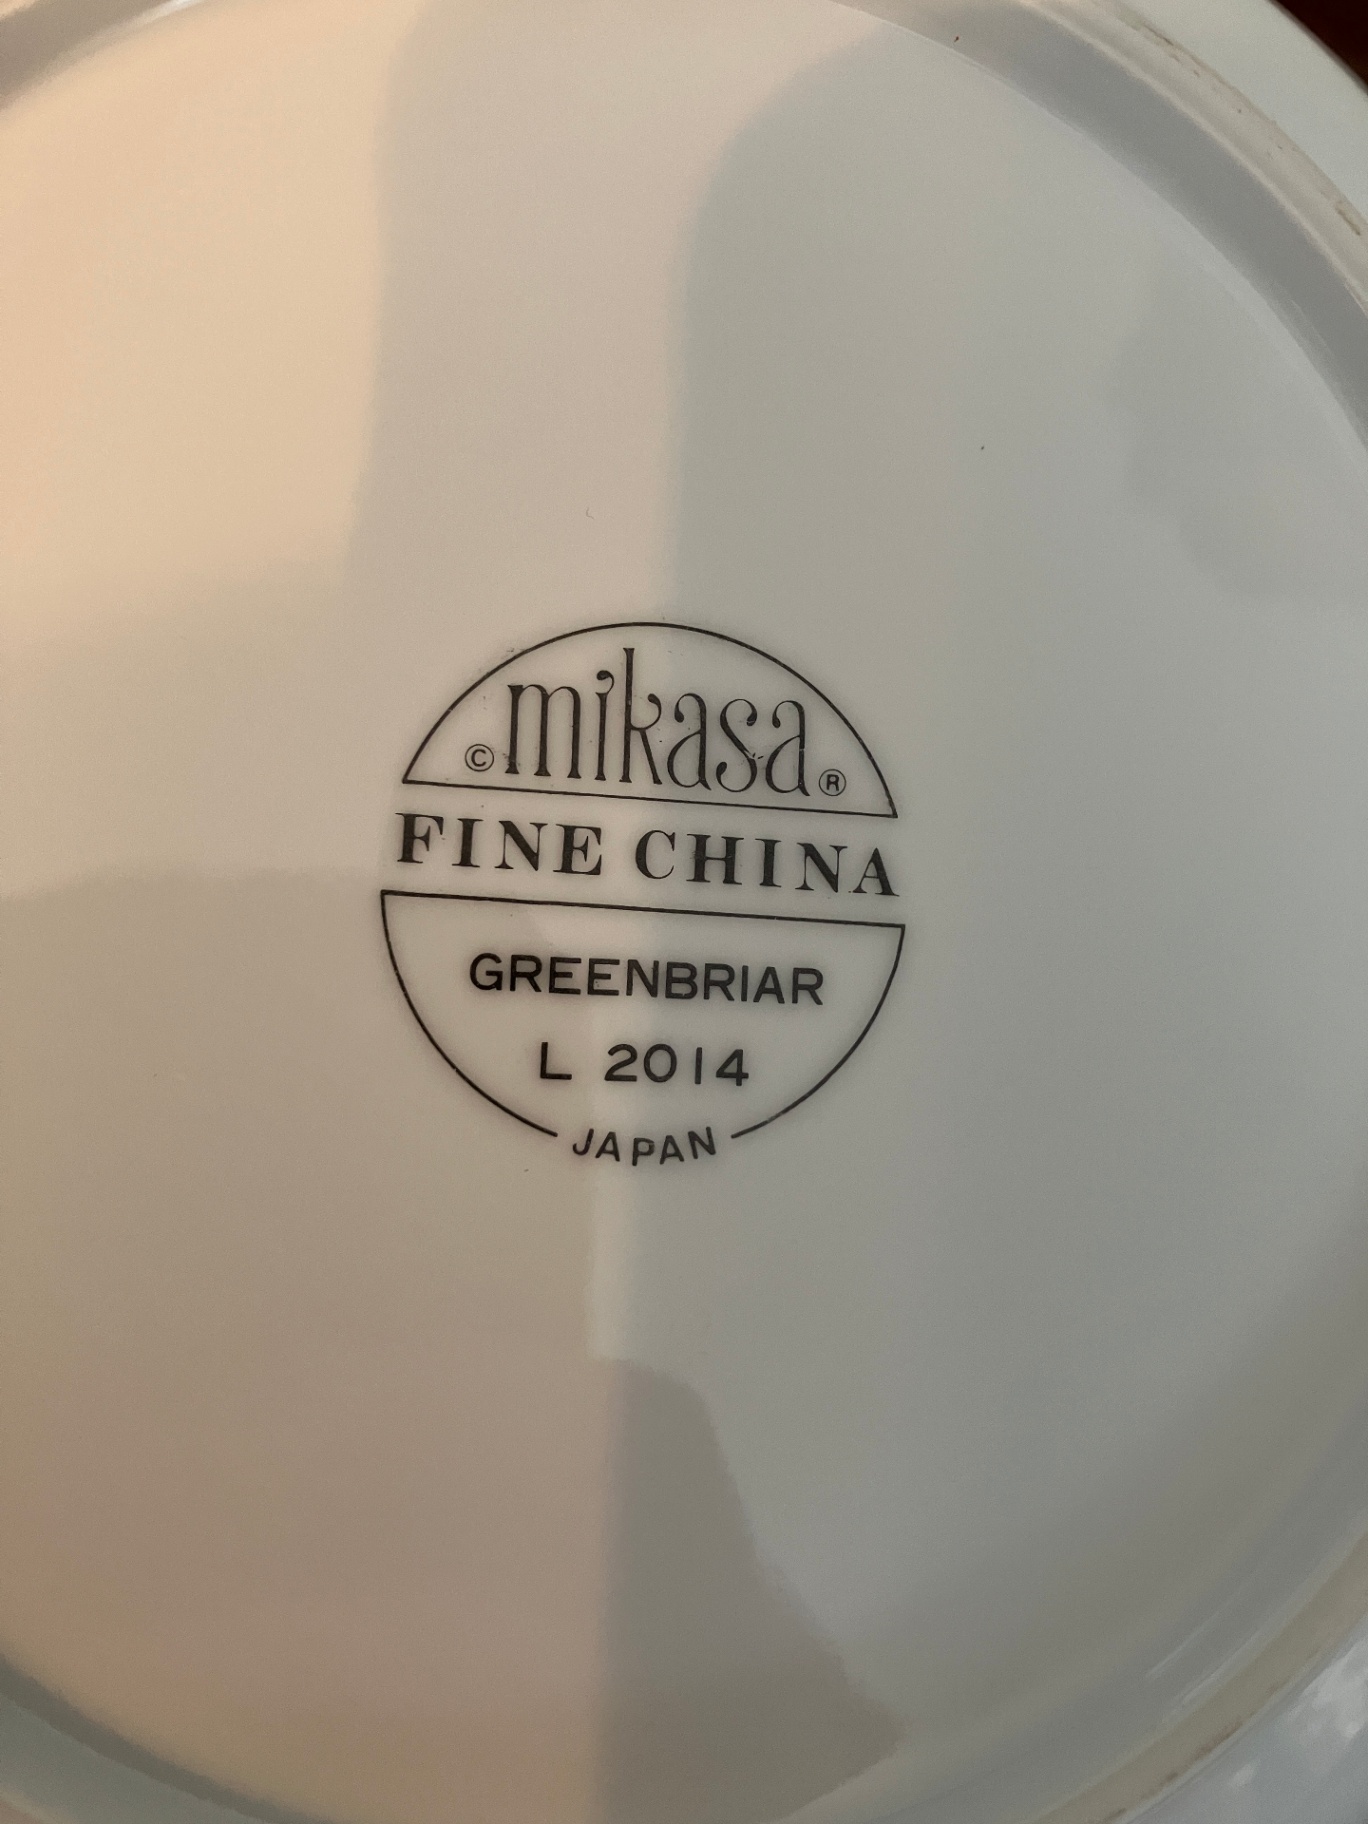 © mikasa ®
FINE CHINA
GREENBRIAR
L 2014
JAPAN